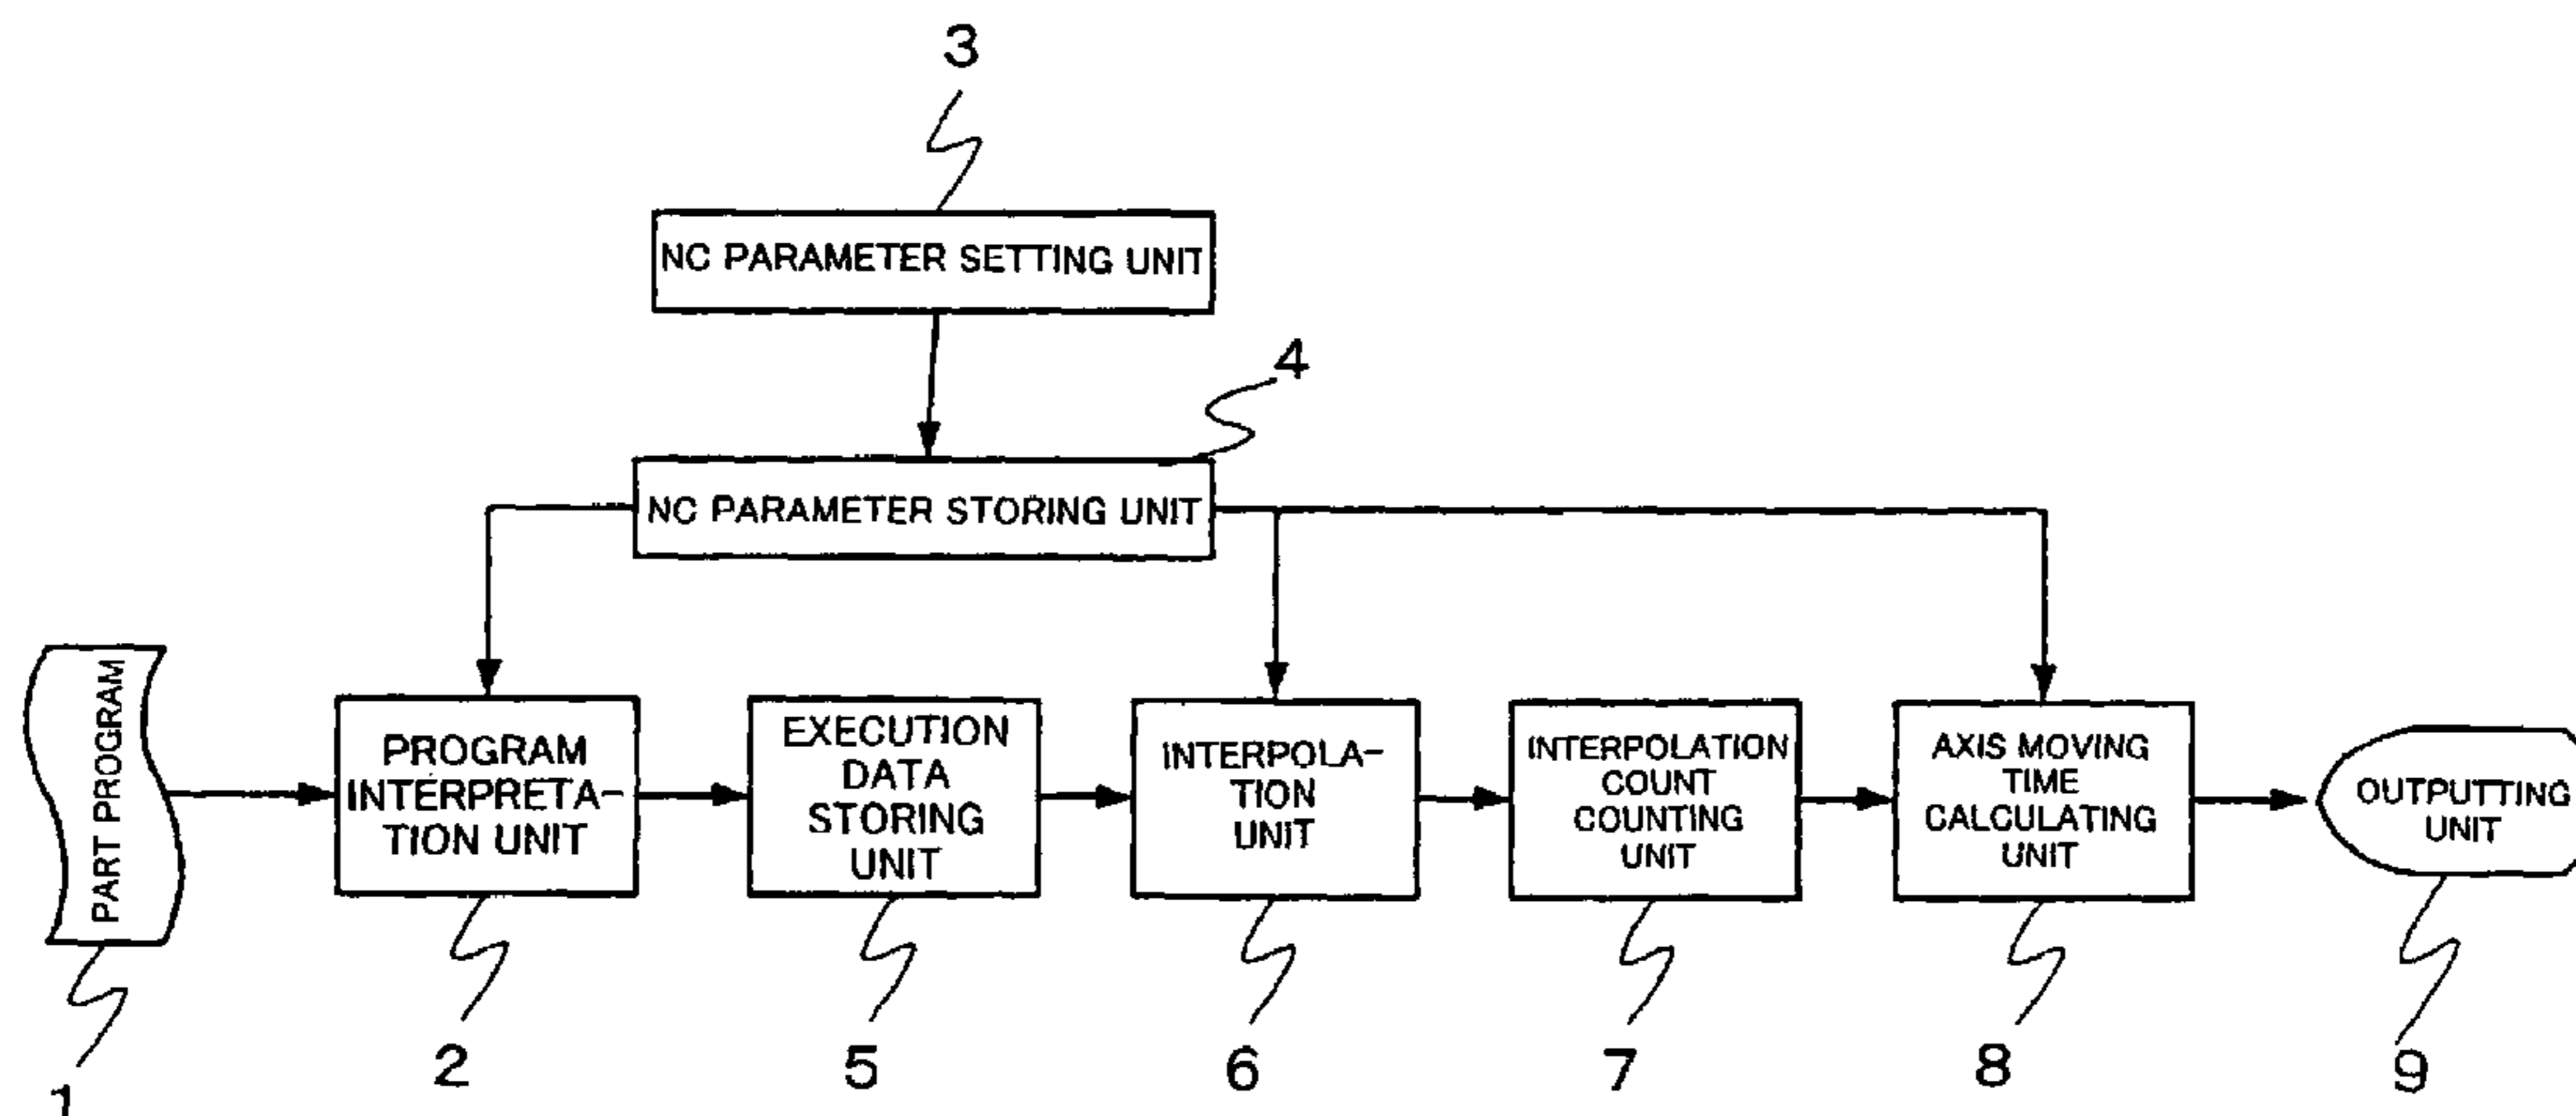 3
NC PARAMETER SETTING UNIT
4
NC PARAMETER STORING UNIT
PART PROGRAM
PROGRAM
INTERPRETA-
TION UNIT
EXECUTION
DATA
STORING
UNIT
INTERPOLA-
TION
UNIT
INTERPOLATION
COUNT
COUNTING
UNIT
AXIS MOVING
TIME
CALCULATING
UNIT
OUTPUTTING
UNIT
1
2
5
6
7
8
9